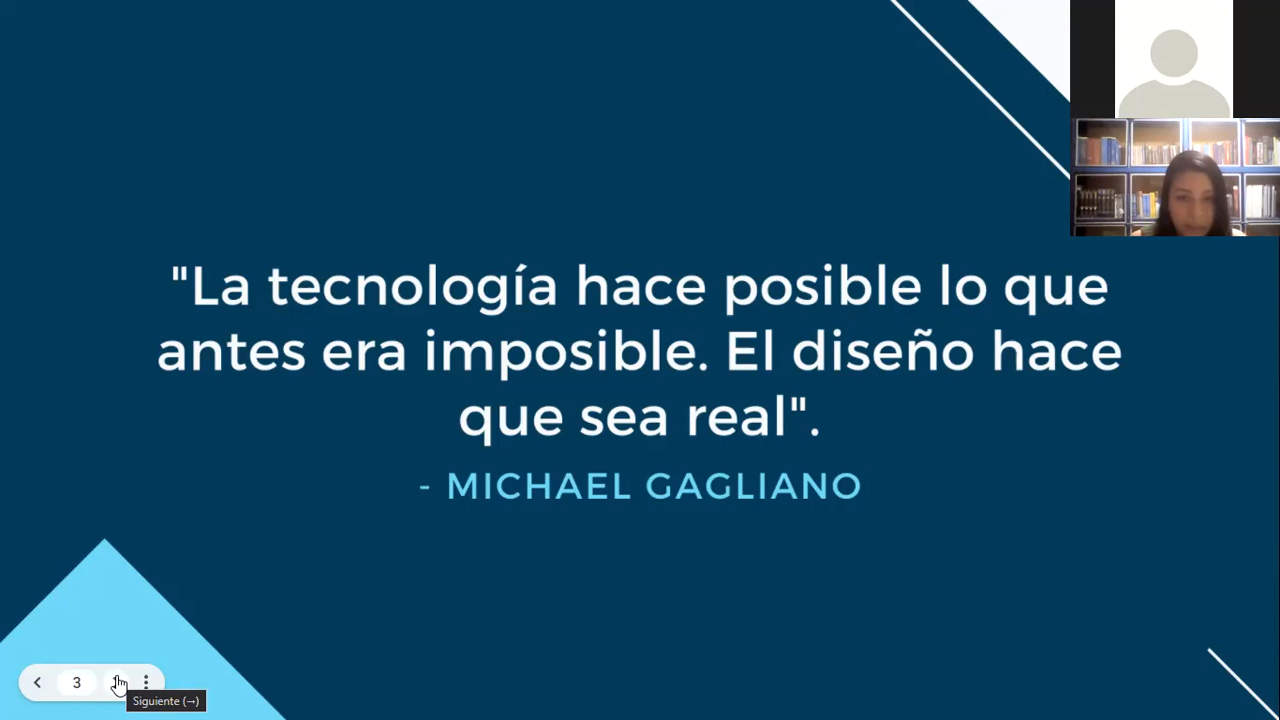 "La tecnología hace posible lo que
antes era imposible. El diseño hace
que sea real".
- MICHAEL GAGLIANO
3
Siguiente (→)